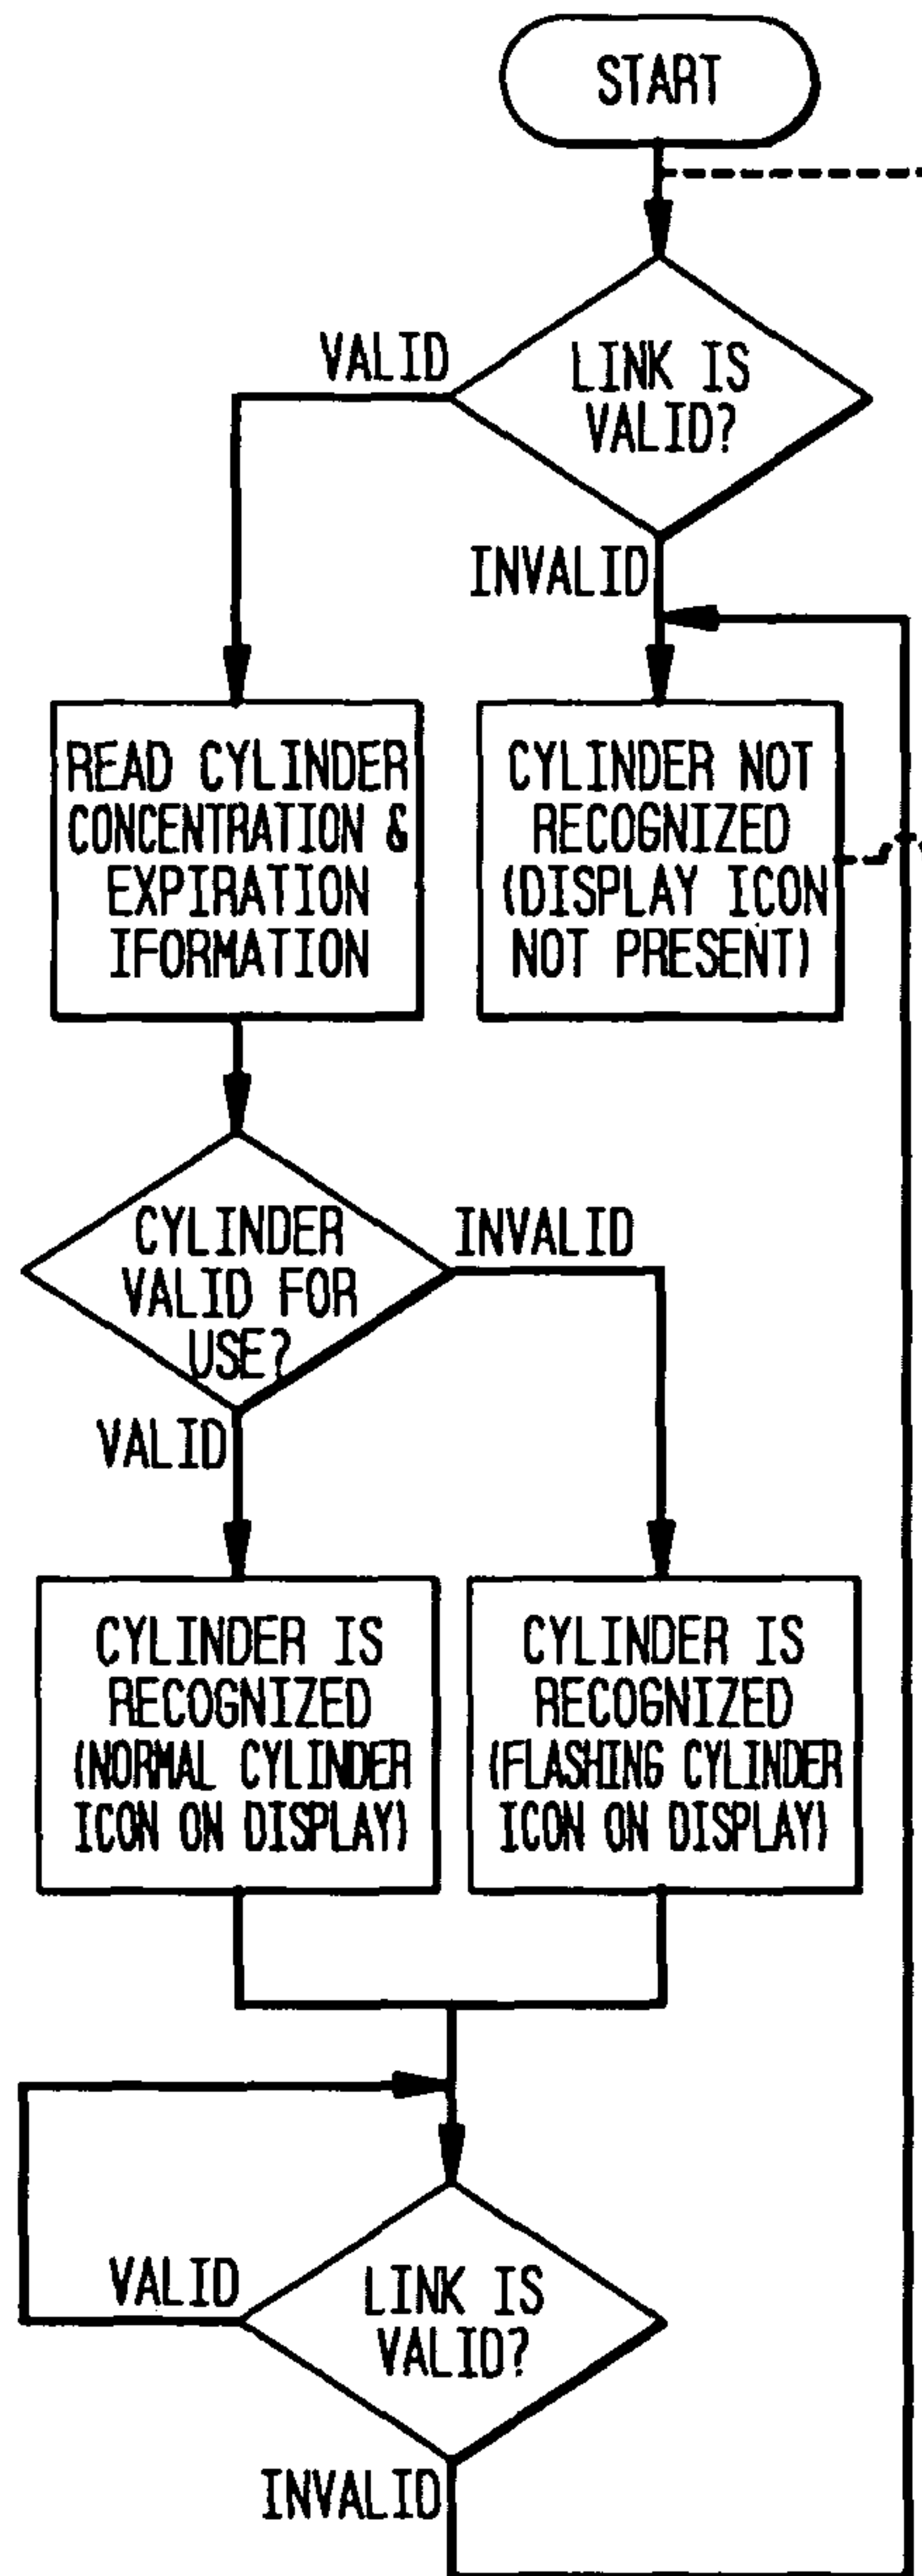 START
VALID
LINK IS
VALID?
INVALID
READ CYLINDER
CONCENTRATION &
EXPIRATION
IFORMATION
CYLINDER NOT
RECOGNIZED
(DISPLAY ICON
NOT PRESENT)
CYLINDER
VALID FOR
USE?
INVALID
VALID
CYLINDER IS
RECOGNIZED
(NORMAL CYLINDER
ICON ON DISPLAY)
CYLINDER IS
RECOGNIZED
(FLASHING CYLINDER
ICON ON DISPLAY)
VALID
LINK IS
VALID?
INVALID